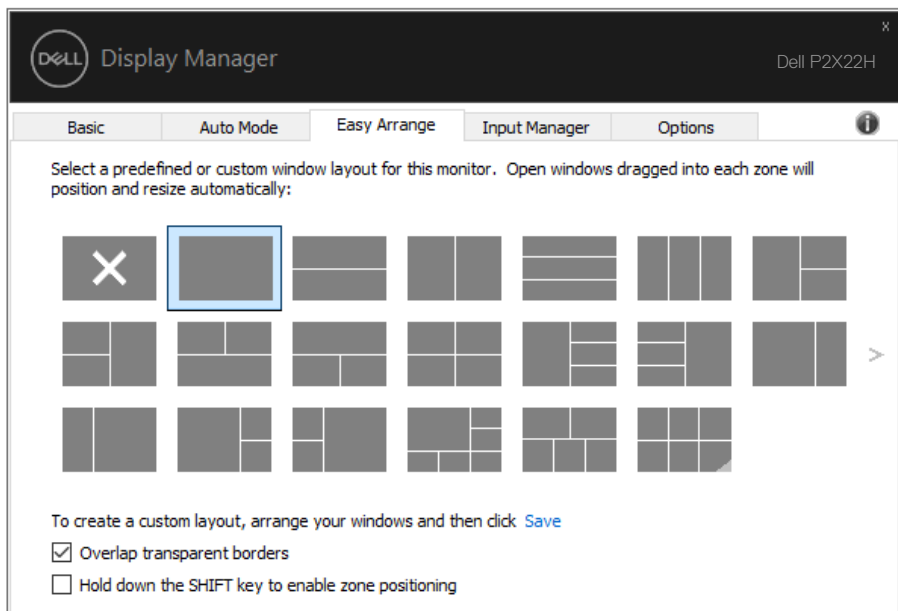 x
DELL Display Manager
Dell P2X22H
Basic Auto Mode Easy Arrange Input Manager Options
Select a predefined or custom window layout for this monitor. Open windows dragged into each zone will
position and resize automatically:
>
To create a custom layout, arrange your windows and then click Save
Overlap transparent borders
Hold down the SHIFT key to enable zone positioning